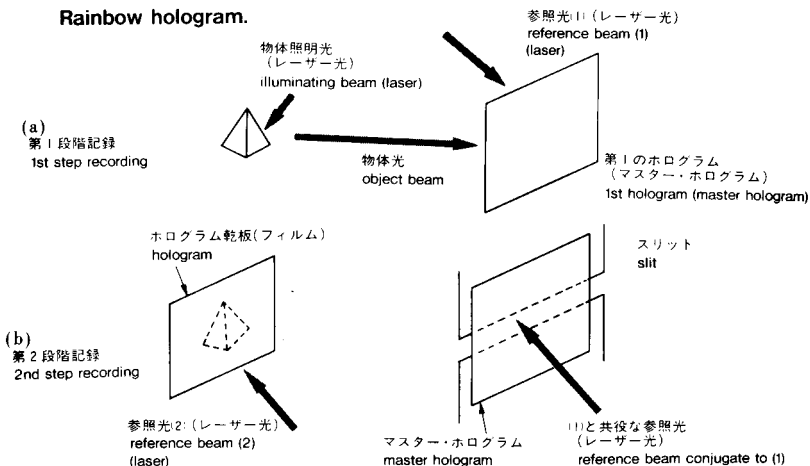 Rainbow hologram.
参照光(1)(レーザー光)
reference beam (1)
(laser)
物体照明光
(レーザー光)
illuminating beam (laser)
(a)
第1段階記録
1st step recording
物体光
object beam
第1のホログラム
(マスター・ホログラム)
1st hologram (master hologram)
ホログラム乾板(フィルム)
hologram
スリット
slit
(b)
第2段階記録
2nd step recording
参照光(2)(レーザー光)
reference beam (2)
(laser)
マスター・ホログラム
master hologram
(1)と共役な参照光
(レーザー光)
reference beam conjugate to (1)